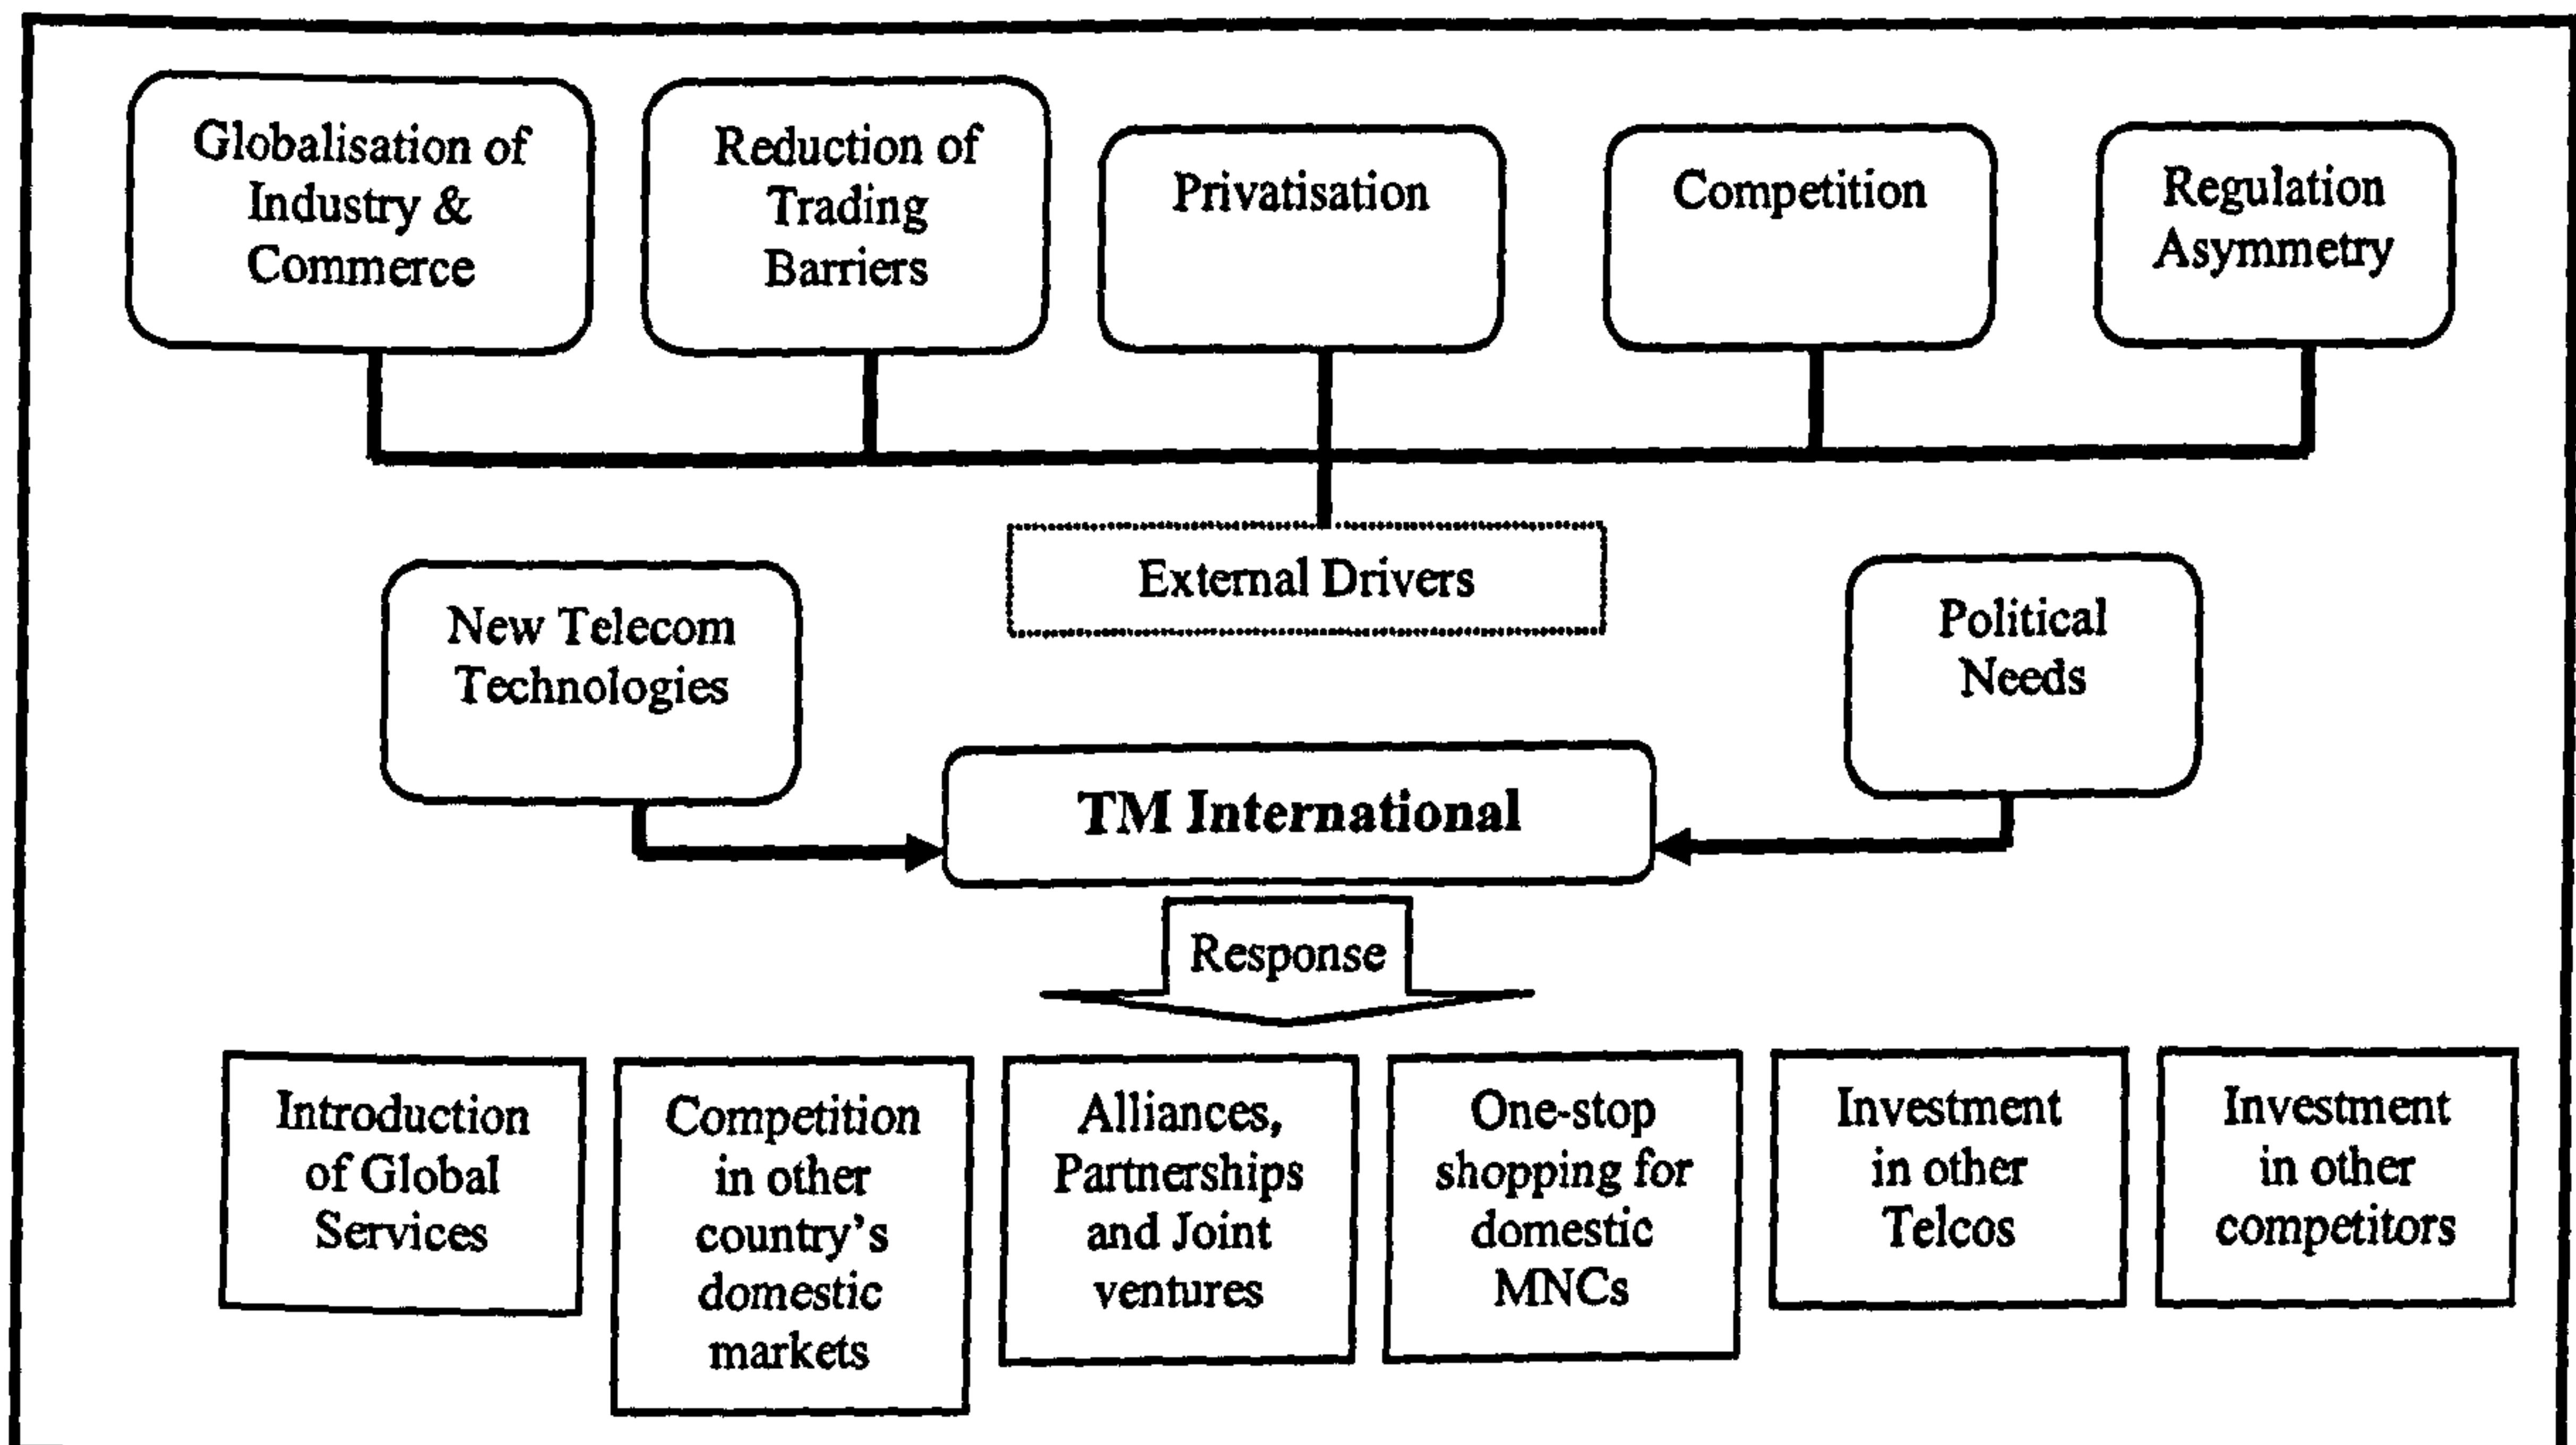 Globalisation of
Industry &
Commerce
Reduction of
Trading
Barriers
Privatisation
Competition
Regulation
Asymmetry
External Drivers
New Telecom
Technologies
Political
Needs
TM International
Response
Introduction
of Global
Services
Competition
in other
country's
domestic
markets
Alliances,
Partnerships
and Joint
ventures
One-stop
shopping for
domestic
MNCs
Investment
in other
Telcos
Investment
in other
competitors